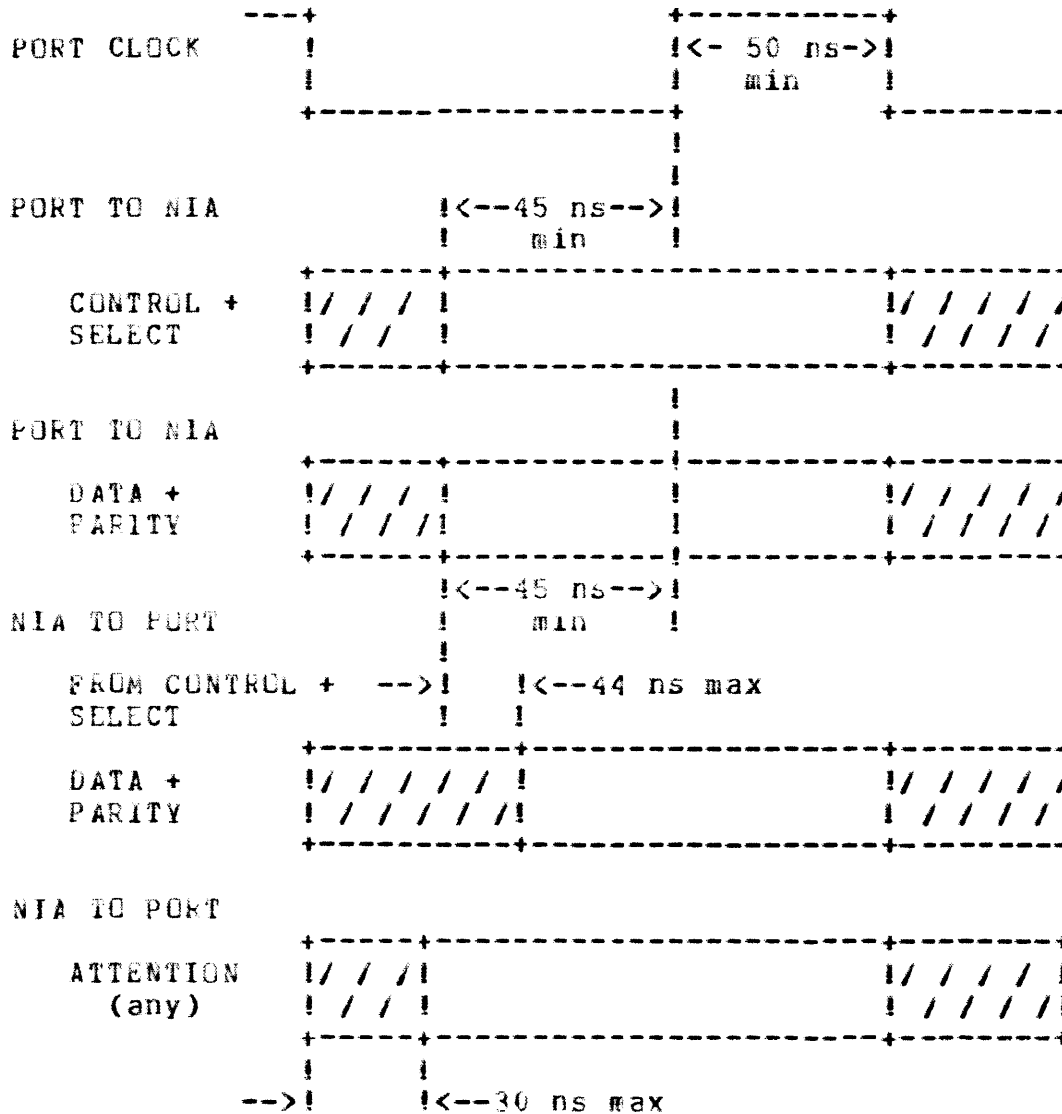 PORT CLOCK
<- 50 ns->
min
PORT TO NIA
<--45 ns-->
min
CONTROL +
SELECT
PORT TO NIA
DATA +
PARITY
<--45 ns-->
NIA TO PORT
min
FROM CONTROL + --> <--44 ns max
SELECT
DATA +
PARITY
NIA TO PORT
ATTENTION
(any)
--> <--30 ns max